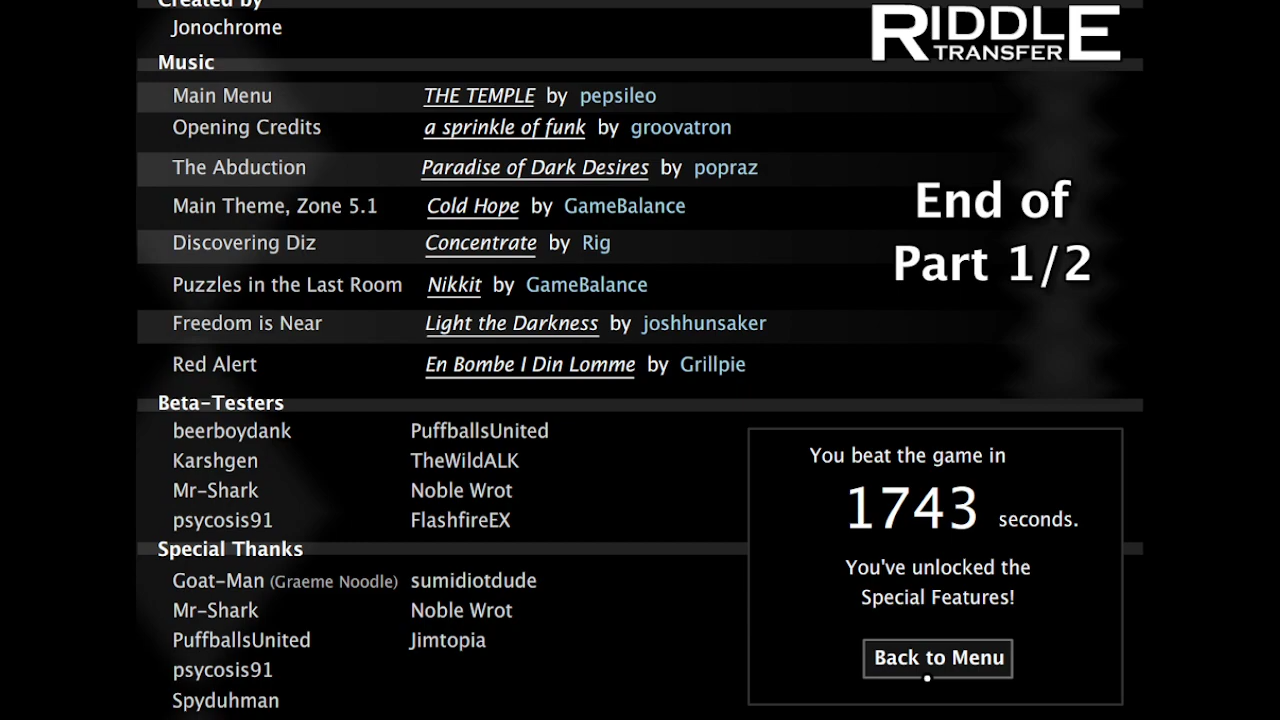 Created by
Jonochrome
RIDDLE
TRANSFER
Music
Main Menu THE TEMPLE by pepsileo
Opening Credits a sprinkle of funk by groovatron
The Abduction Paradise of Dark Desires by popraz
Main Theme, Zone 5.1 Cold Hope by GameBalance
Discovering Diz Concentrate by Rig
Puzzles in the Last Room Nikkit by GameBalance
Freedom is Near Light the Darkness by joshhunsaker
Red Alert En Bombe I Din Lomme by Grillpie
End of
Part 1/2
Beta-Testers
beerboydank PuffballsUnited
Karshgen TheWildALK
Mr-Shark Noble Wrot
psycosis91 FlashfireEX
Special Thanks
Goat-Man (Graeme Noodle) sumidiotdude
Mr-Shark Noble Wrot
PuffballsUnited Jimtopia
psycosis91
Spyduhman
You beat the game in
1743 seconds.
You've unlocked the
Special Features!
Back to Menu